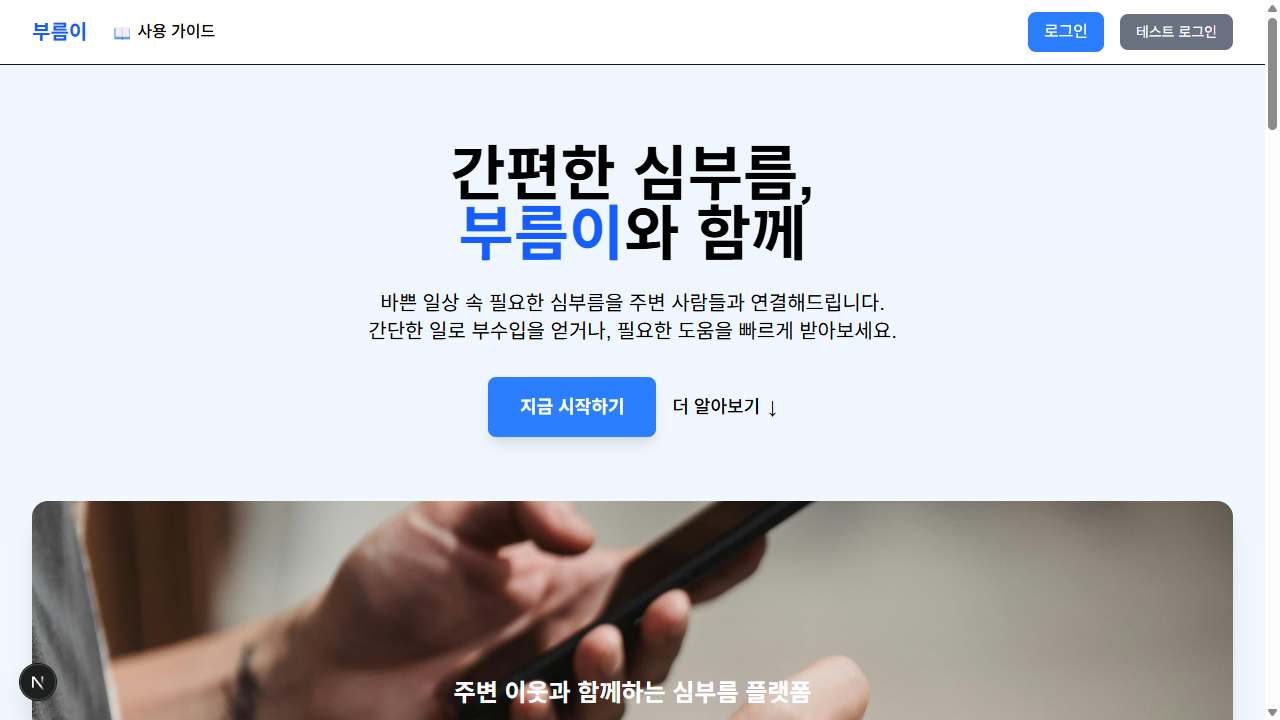 부름이
📖 사용 가이드
로그인
테스트 로그인
간편한 심부름,
부름이와 함께
바쁜 일상 속 필요한 심부름을 주변 사람들과 연결해드립니다.
간단한 일로 부수입을 얻거나, 필요한 도움을 빠르게 받아보세요.
지금 시작하기
더 알아보기 ↓
주변 이웃과 함께하는 심부름 플랫폼
N